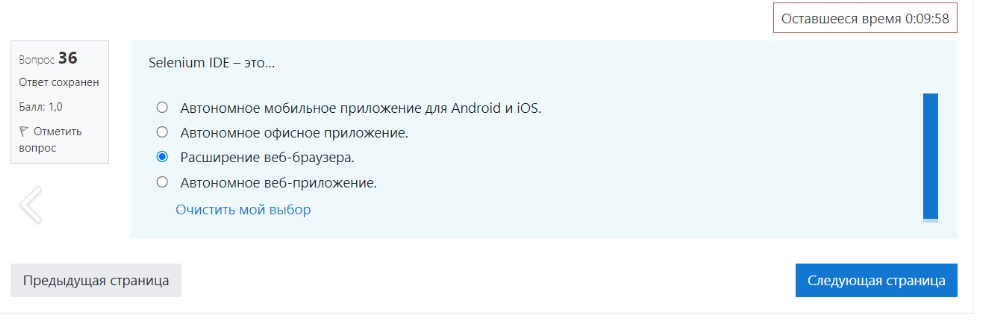 Оставшееся время 0:09:58
Вопрос 36
Ответ сохранен
Балл: 1,0
Отметить
вопрос
Selenium IDE – это...
Автономное мобильное приложение для Android и iOS.
Автономное офисное приложение.
Расширение веб-браузера.
Автономное веб-приложение.
Очистить мой выбор
Предыдущая страница
Следующая страница